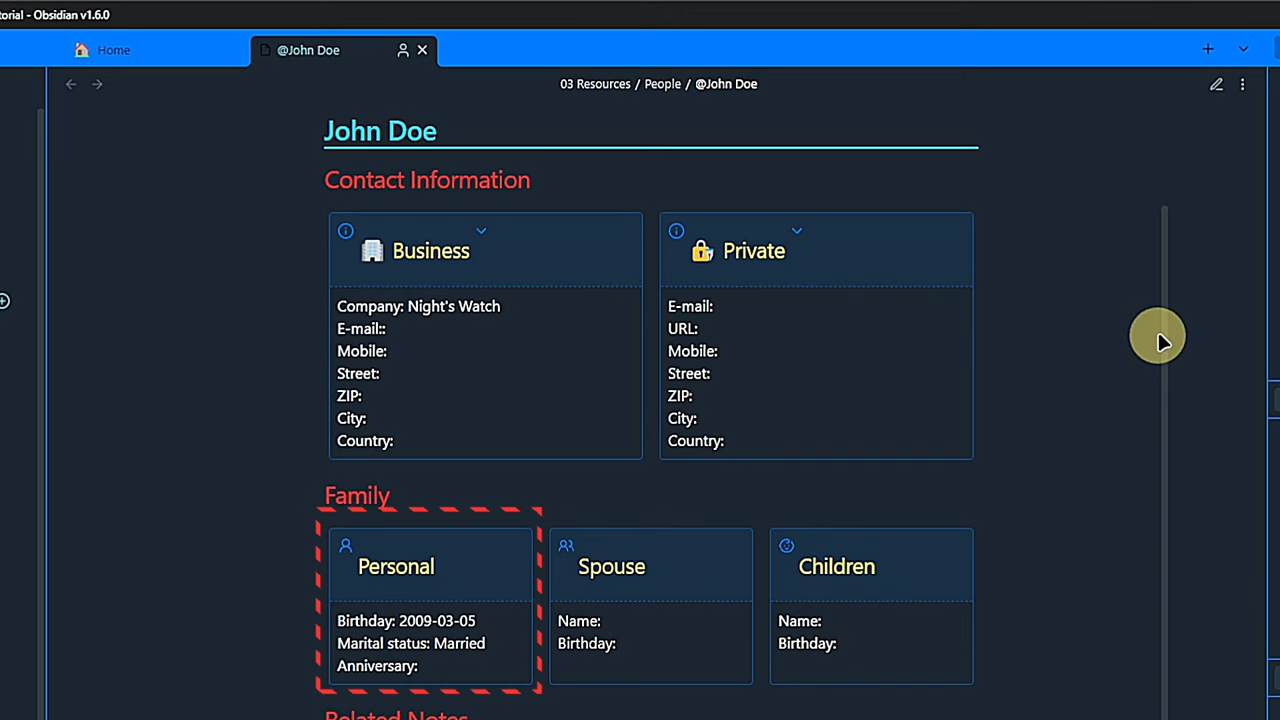 torial - Obsidian v1.6.0
Home
@John Doe
03 Resources / People / @John Doe
John Doe
Contact Information
Business
Company: Night's Watch
E-mail::
Mobile:
Street:
ZIP:
City:
Country:
Private
E-mail:
URL:
Mobile:
Street:
ZIP:
City:
Country:
Family
Personal
Birthday: 2009-03-05
Marital status: Married
Anniversary:
Spouse
Name:
Birthday:
Children
Name:
Birthday:
Related Notes